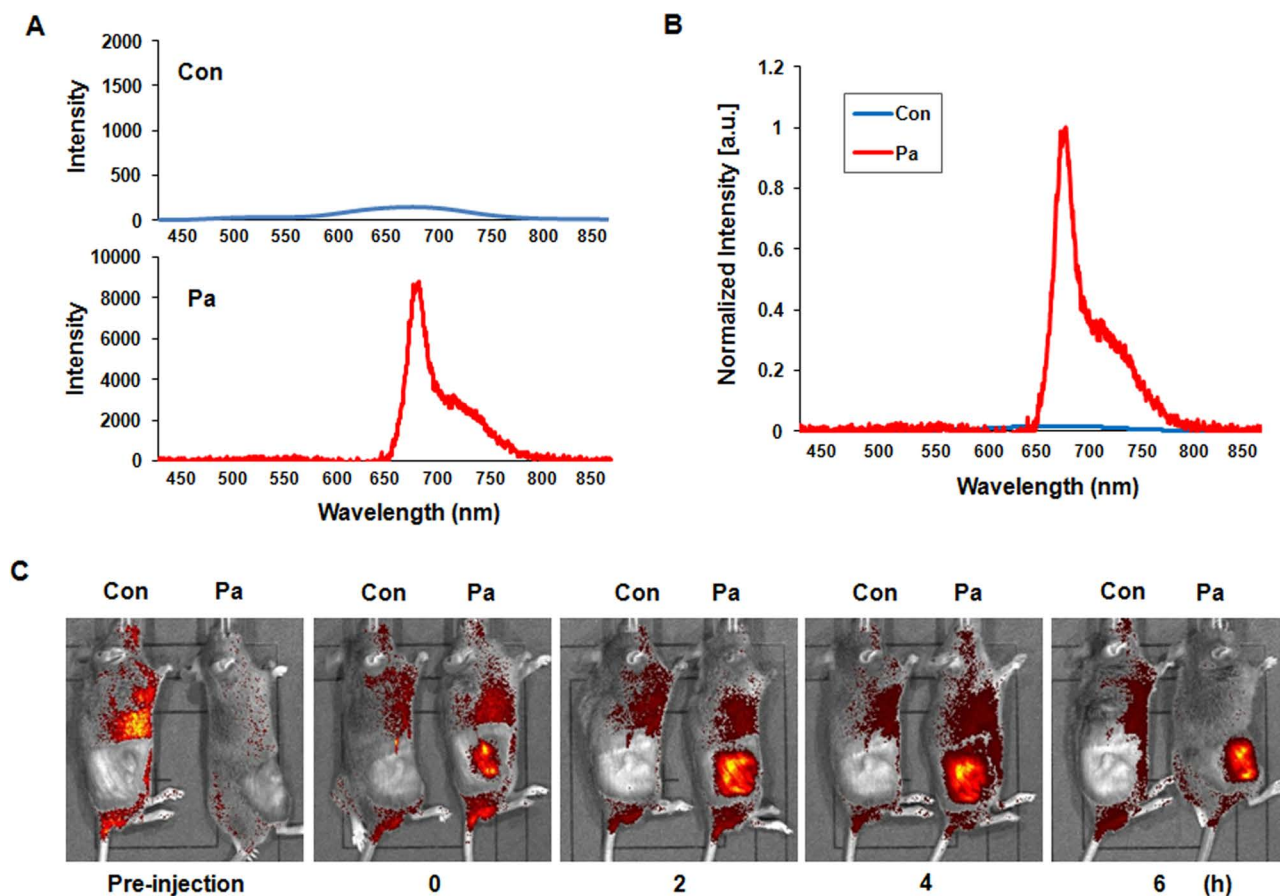 A
Con
Intensity
2000
1500
1000
500
0
450 500 550 600 650 700 750 800 850
Pa
Intensity
10000
8000
6000
4000
2000
0
450 500 550 600 650 700 750 800 850
Wavelength (nm)
B
Normalized Intensity [a.u.]
1.2
1
0.8
0.6
0.4
0.2
0
Con
Pa
450 500 550 600 650 700 750 800 850
Wavelength (nm)
C
Con Pa Con Pa Con Pa Con Pa Con Pa
Pre-injection 0 2 4 6 (h)